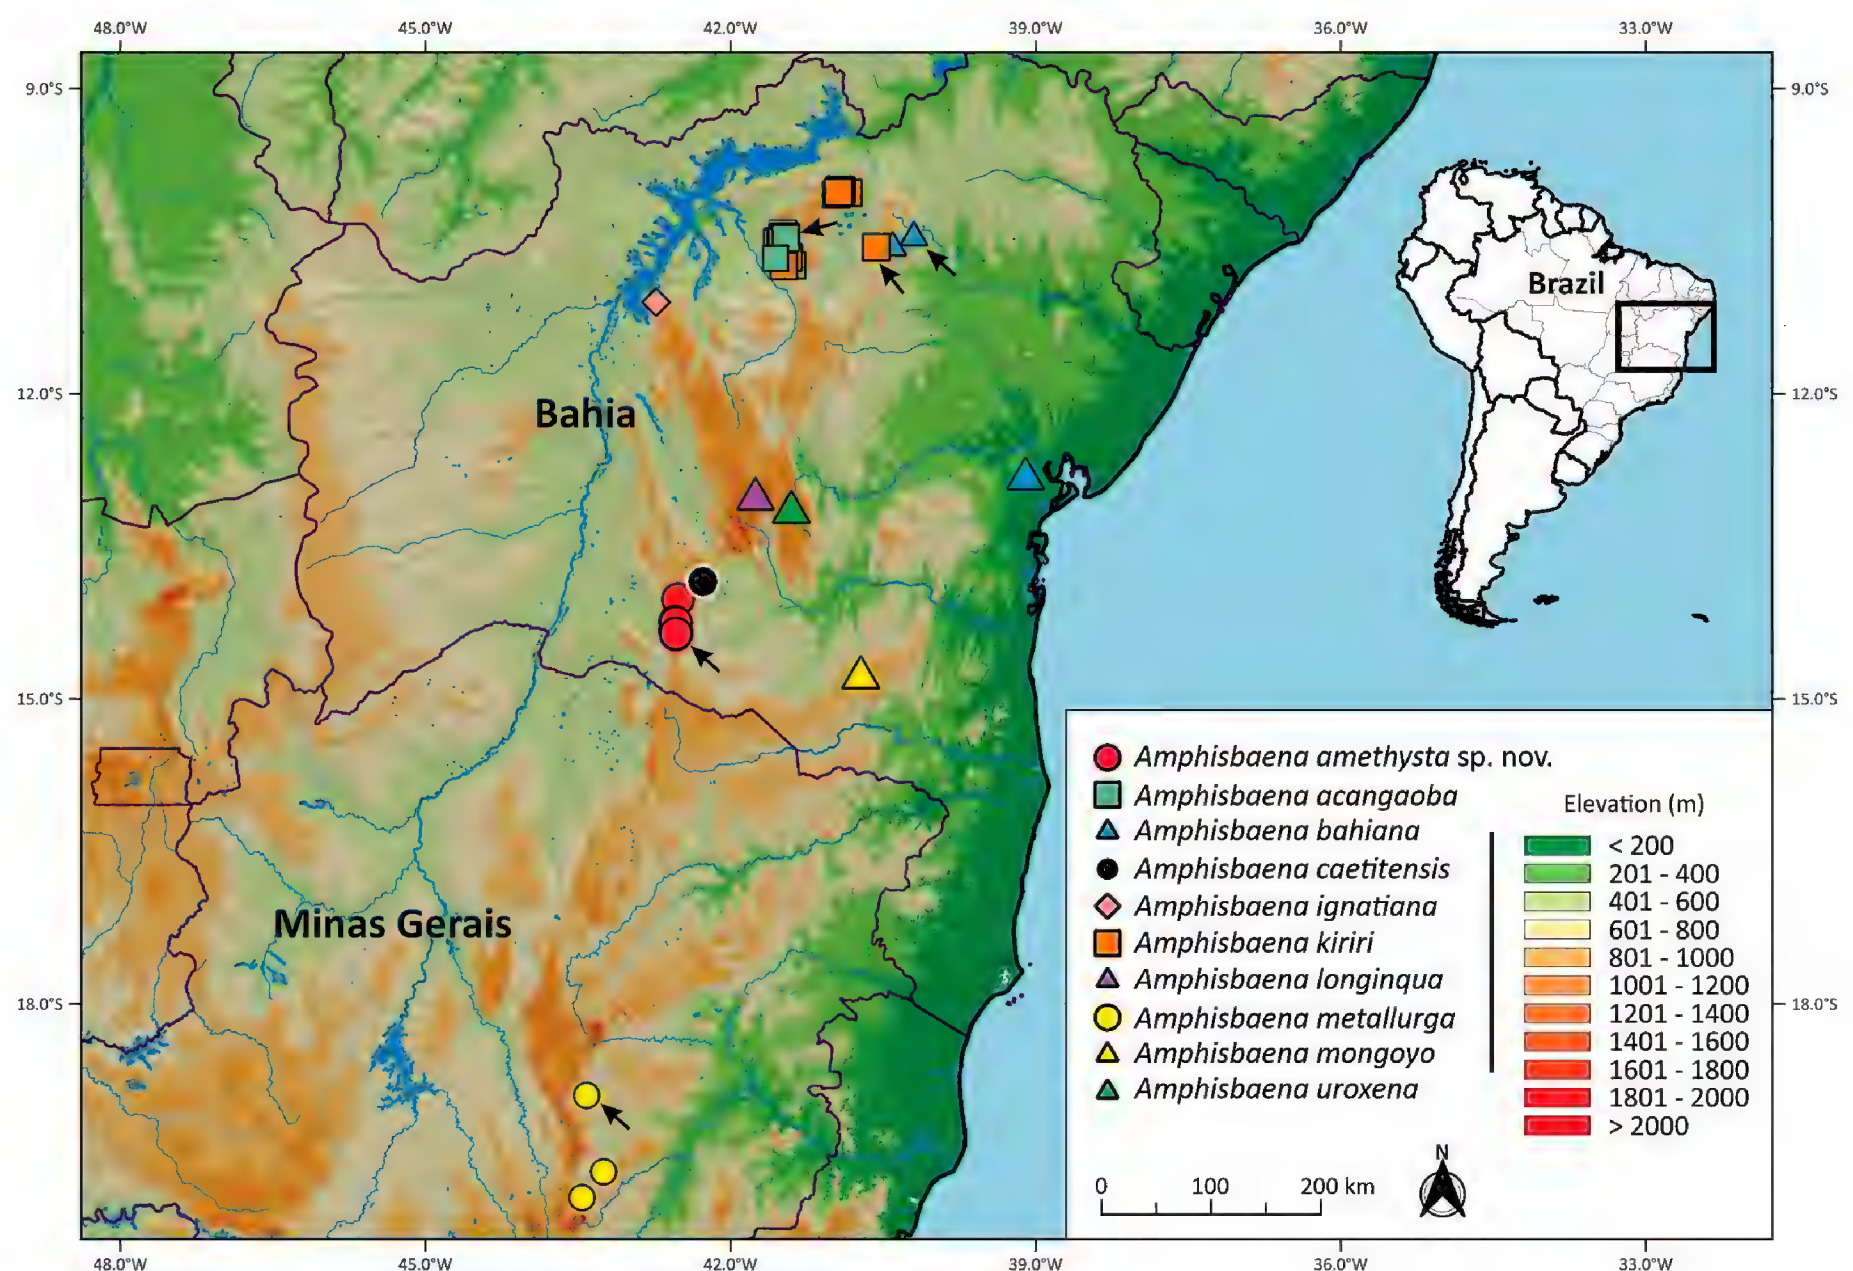 48.0°W 45.0°W 42.0°W 39.0°W 36.0°W 33.0°W
9.0°S 9.0°S
Brazil
12.0°S 12.0°S
Bahia
15.0°S 15.0°S
Amphisbaena amethysta sp. nov.
Amphisbaena acangaoba
Amphisbaena bahiana
Amphisbaena caetitensis
Amphisbaena ignatiana
Amphisbaena kiriri
Amphisbaena longinqua
Amphisbaena metallurga
Amphisbaena mongoyo
Amphisbaena uroxena
Elevation (m)
< 200
201 - 400
401 - 600
601 - 800
801 - 1000
1001 - 1200
1201 - 1400
1401 - 1600
1601 - 1800
1801 - 2000
> 2000
Minas Gerais
18.0°S 18.0°S
N
0 100 200 km
48.0°W 45.0°W 42.0°W 39.0°W 36.0°W 33.0°W